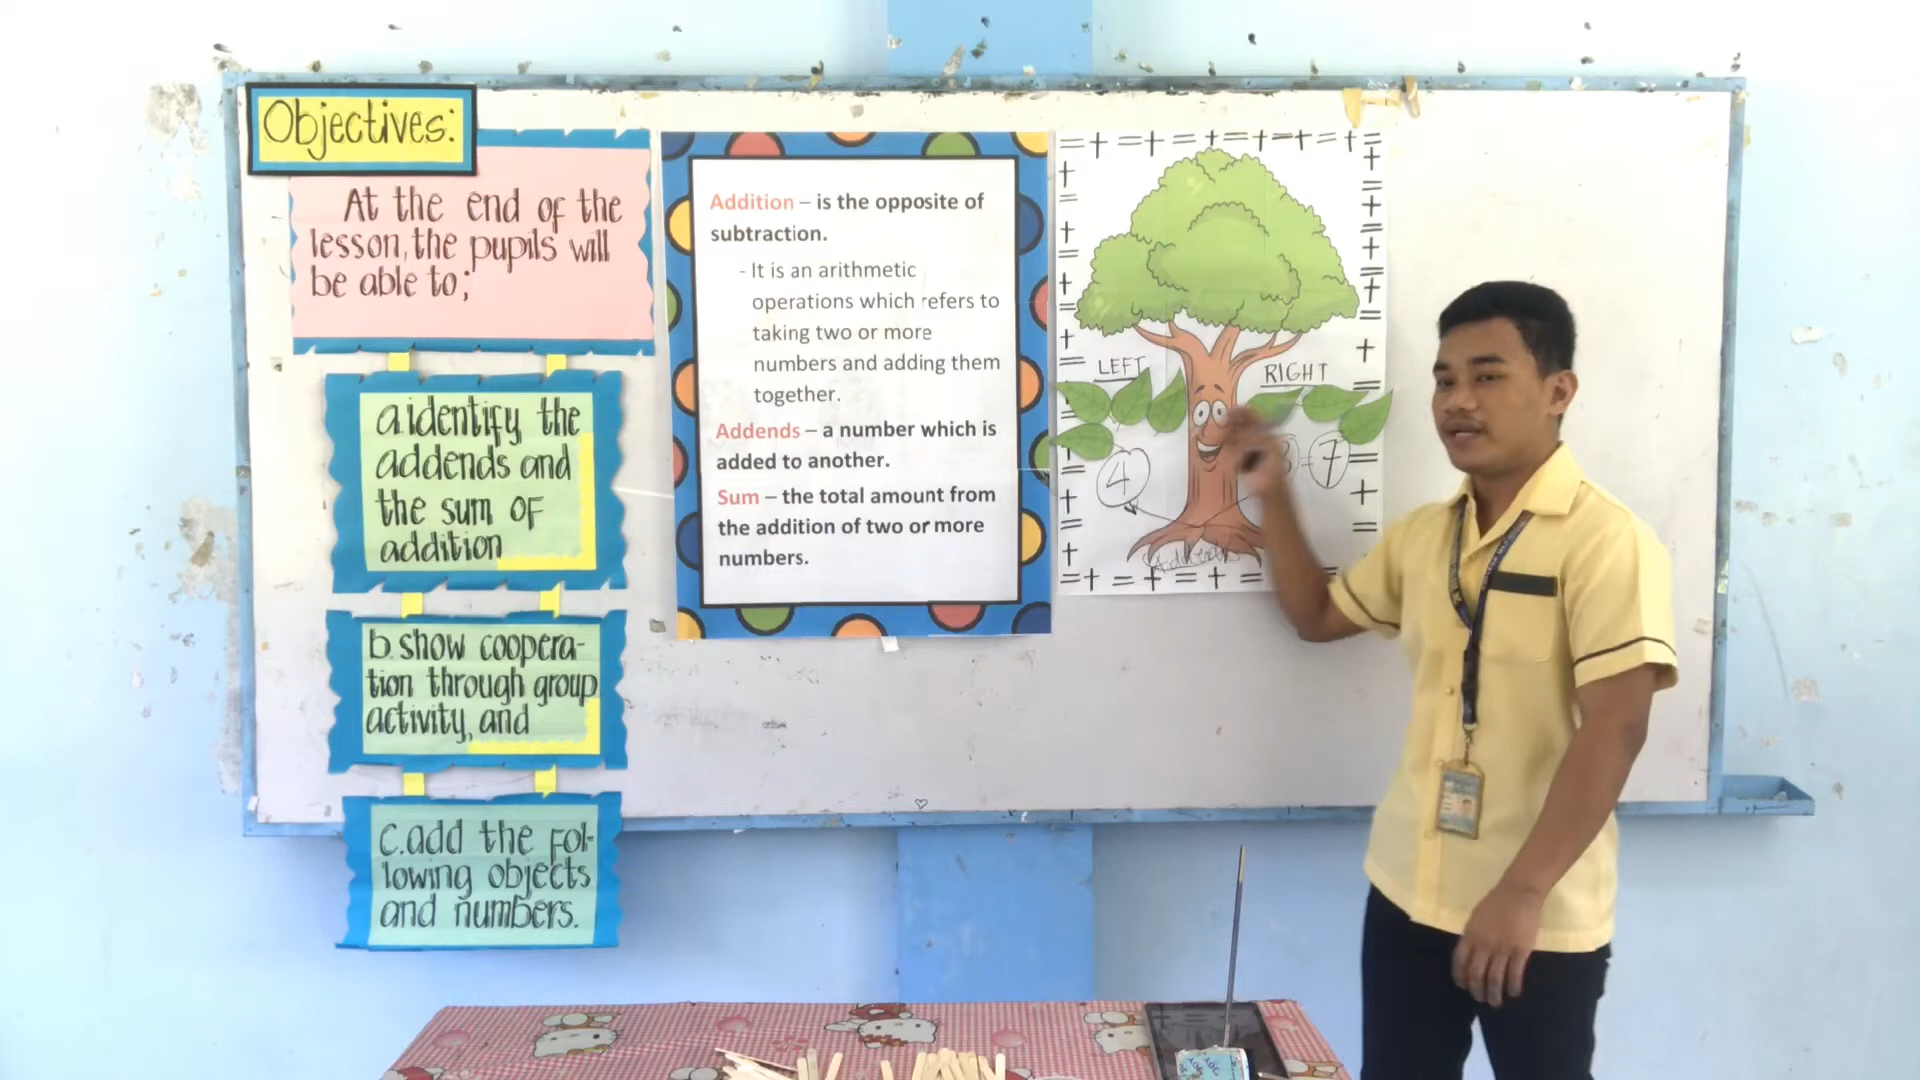 Objectives:
At the end of the
lesson, the pupils will
be able to;
a. identify the
addends and
the sum of
addition
b. show coopera-
tion through group
activity, and
c. add the fol-
lowing objects
and numbers.
Addition – is the opposite of
subtraction.
- It is an arithmetic
operations which refers to
taking two or more
numbers and adding them
together.
Addends – a number which is
added to another.
Sum – the total amount from
the addition of two or more
numbers.
= + = + = + = + = + = + =
LEFT
RIGHT
4
3 = 7
Addends
= + = + = + =